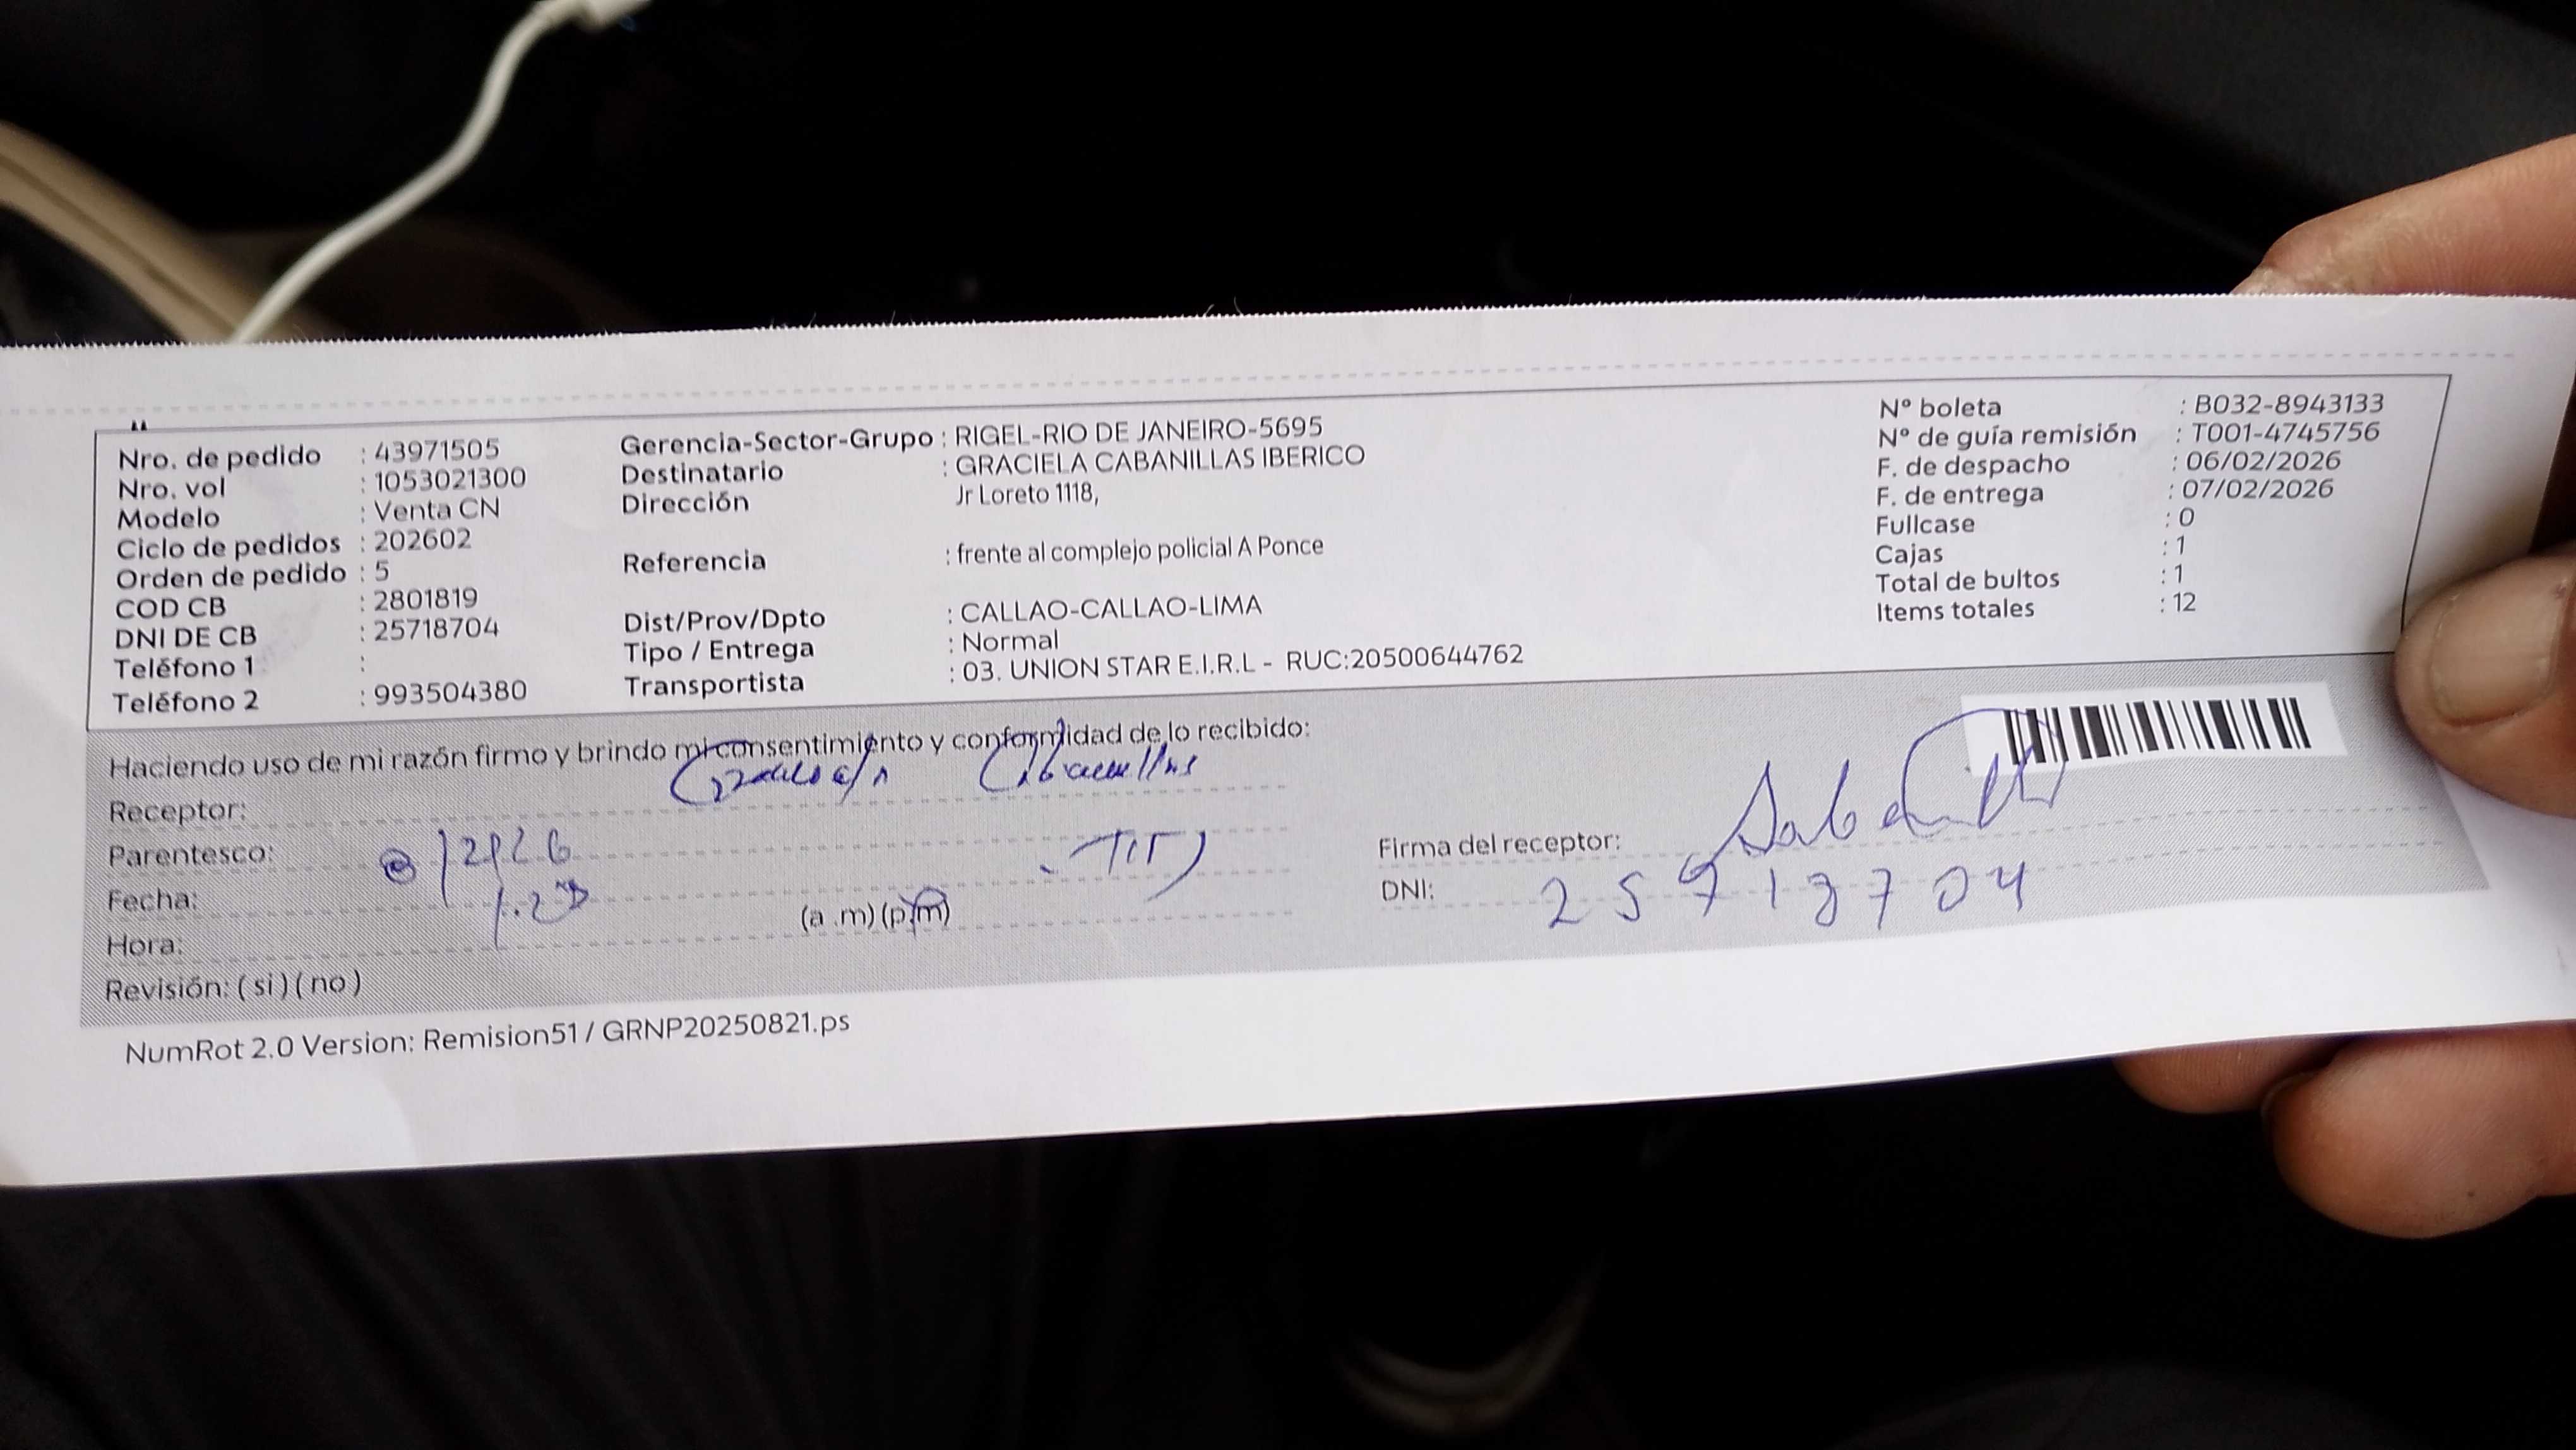 Nro. de pedido : 43971505
Nro. vol : 1053021300
Modelo : Venta CN
Ciclo de pedidos : 202602
Orden de pedido : 5
COD CB : 2801819
DNI DE CB : 25718704
Teléfono 1 :
Teléfono 2 : 993504380
Gerencia-Sector-Grupo : RIGEL-RIO DE JANEIRO-5695
Destinatario : GRACIELA CABANILLAS IBERICO
Dirección Jr Loreto 1118,
Referencia : frente al complejo policial A Ponce
Dist/Prov/Dpto : CALLAO-CALLAO-LIMA
Tipo / Entrega : Normal
Transportista : 03. UNION STAR E.I.R.L - RUC:20500644762
N° boleta : B032-8943133
N° de guía remisión : T001-4745756
F. de despacho : 06/02/2026
F. de entrega : 07/02/2026
Fullcase : 0
Cajas : 1
Total de bultos : 1
Items totales : 12
Haciendo uso de mi razón firmo y brindo mi consentimiento y conformidad de lo recibido:
Receptor: Cabanillas
Parentesco: TIT
Fecha:
Hora: (a .m) (p.m)
Revisión: ( si ) ( no )
Firma del receptor:
DNI: 25718704
NumRot 2.0 Version: Remision51 / GRNP20250821.ps